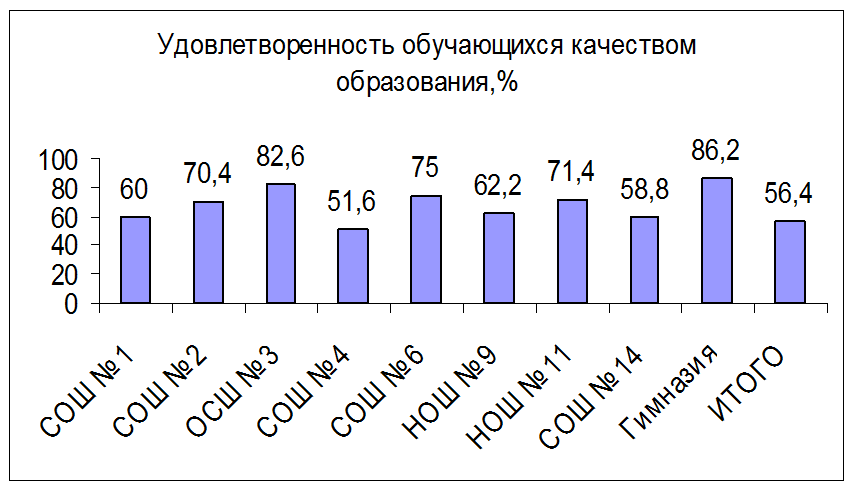 Удовлетворенность обучающихся качеством
образования,%
100
80
60
40
20
0
60
70,4
82,6
51,6
75
62,2
71,4
58,8
86,2
56,4
СОШ №1
СОШ №2
ОСШ №3
СОШ №4
СОШ №6
НОШ №9
НОШ №11
СОШ №14
Гимназия
ИТОГО